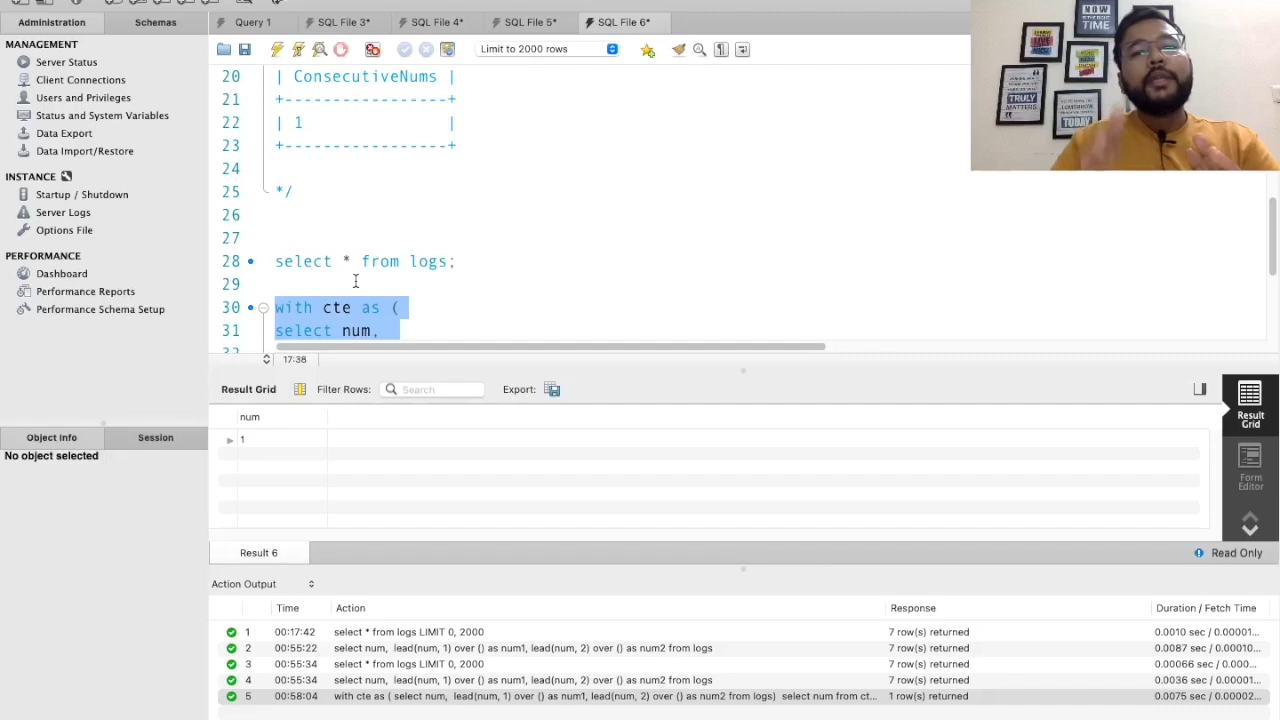 Administration
Schemas
Query 1
SQL File 3*
SQL File 4*
SQL File 5*
SQL File 6*
MANAGEMENT
Server Status
Client Connections
Users and Privileges
Status and System Variables
Data Export
Data Import/Restore
INSTANCE
Startup / Shutdown
Server Logs
Options File
PERFORMANCE
Dashboard
Performance Reports
Performance Schema Setup
Object Info
Session
No object selected
Limit to 2000 rows
20 | ConsecutiveNums |
21 +-----------------+
22 | 1 |
23 +-----------------+
24
25 */
26
27
28 select * from logs;
29
30 with cte as (
31 select num,
17:38
NOW
TIME
TRULY
MATTERS
TODAY
Result Grid
Filter Rows:
Search
Export:
num
1
Result Grid
Form Editor
Result 6
Read Only
Action Output
Time Action Response Duration / Fetch Time
1 00:17:42 select * from logs LIMIT 0, 2000 7 row(s) returned 0.0010 sec / 0.00001...
2 00:55:22 select num, lead(num, 1) over () as num1, lead(num, 2) over () as num2 from logs 7 row(s) returned 0.0087 sec / 0.00010...
3 00:55:34 select * from logs LIMIT 0, 2000 7 row(s) returned 0.00066 sec / 0.000...
4 00:55:34 select num, lead(num, 1) over () as num1, lead(num, 2) over () as num2 from logs 7 row(s) returned 0.0036 sec / 0.00001...
5 00:58:04 with cte as ( select num, lead(num, 1) over () as num1, lead(num, 2) over () as num2 from logs) select num from ct... 1 row(s) returned 0.0075 sec / 0.00002...